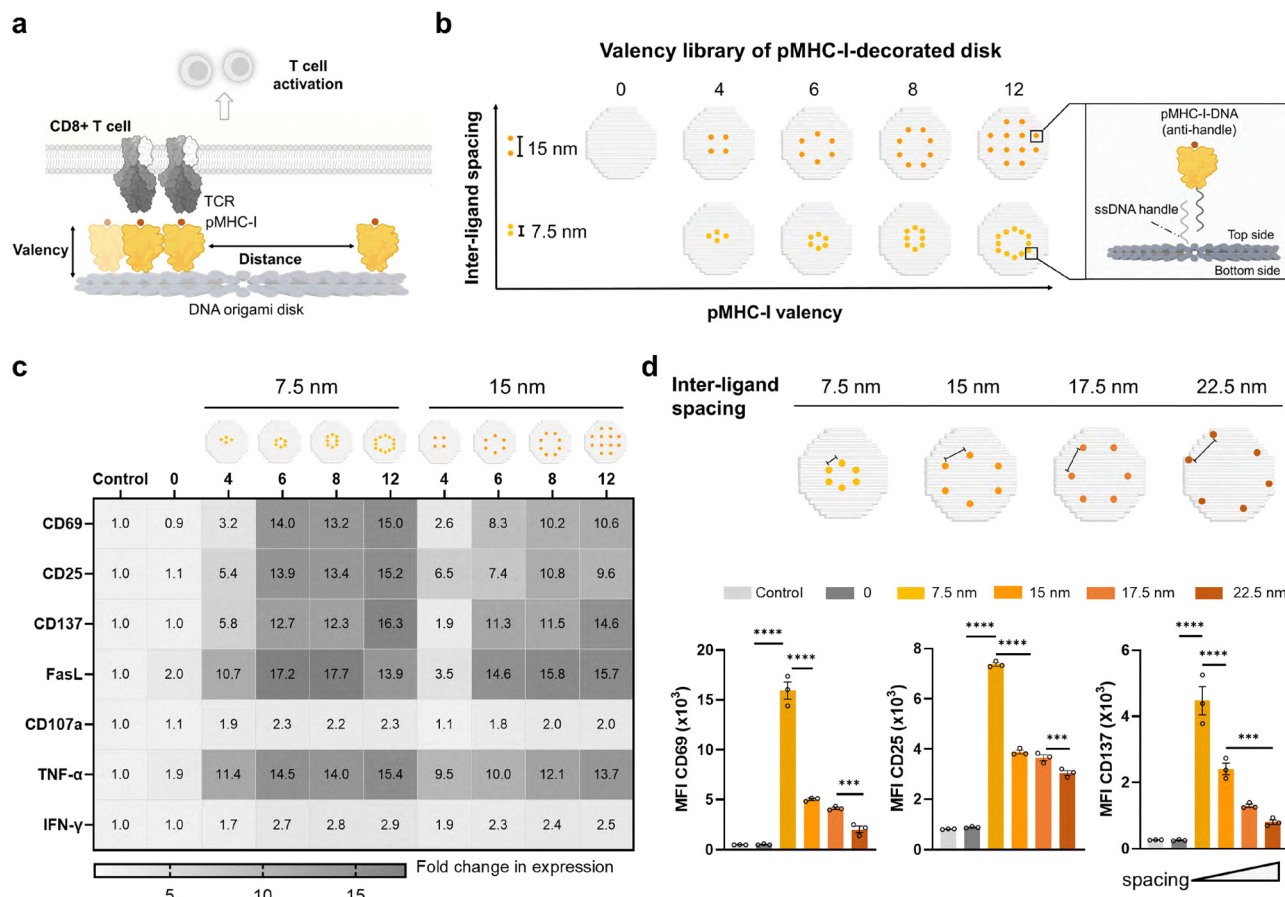 a
T cell
activation
CD8+ T cell
TCR
pMHC-I
Valency
Distance
DNA origami disk
b
Valency library of pMHC-I-decorated disk
0 4 6 8 12
Inter-ligand spacing
15 nm
7.5 nm
pMHC-I valency
pMHC-I-DNA
(anti-handle)
ssDNA handle
Top side
Bottom side
c
7.5 nm 15 nm
Control 0 4 6 8 12 4 6 8 12
CD69 1.0 0.9 3.2 14.0 13.2 15.0 2.6 8.3 10.2 10.6
CD25 1.0 1.1 5.4 13.9 13.4 15.2 6.5 7.4 10.8 9.6
CD137 1.0 1.0 5.8 12.7 12.3 16.3 1.9 11.3 11.5 14.6
FasL 1.0 2.0 10.7 17.2 17.7 13.9 3.5 14.6 15.8 15.7
CD107a 1.0 1.1 1.9 2.3 2.2 2.3 1.1 1.8 2.0 2.0
TNF-α 1.0 1.9 11.4 14.5 14.0 15.4 9.5 10.0 12.1 13.7
IFN-γ 1.0 1.0 1.7 2.7 2.8 2.9 1.9 2.3 2.4 2.5
Fold change in expression
5 10 15
d
Inter-ligand
spacing
7.5 nm 15 nm 17.5 nm 22.5 nm
Control 0 7.5 nm 15 nm 17.5 nm 22.5 nm
MFI CD69 (x10³)
20
15
10
5
0
**** **** ***
MFI CD25 (x10³)
8
6
4
2
0
**** **** ***
MFI CD137 (X10³)
6
4
2
0
**** **** ***
spacing